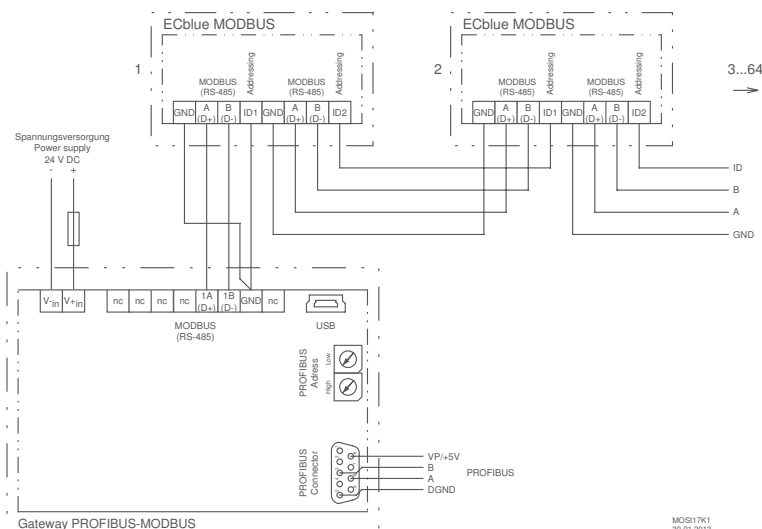 ECblue MODBUS
ECblue MODBUS
1
2
3...64
MODBUS
(RS-485)
Addressing
MODBUS
(RS-485)
Addressing
MODBUS
(RS-485)
Addressing
MODBUS
(RS-485)
Addressing
GND A (D+) B (D-) ID1 GND A (D+) B (D-) ID2
GND A (D+) B (D-) ID1 GND A (D+) B (D-) ID2
Spannungsversorgung
Power supply
24 V DC
- +
ID
B
A
GND
V-in V+in nc nc nc nc 1A (D+) 1B (D-) GND nc
MODBUS
(RS-485)
USB
PROFIBUS
Adress
Low
High
PROFIBUS
Connector
VP/+5V
B
A
DGND
PROFIBUS
Gateway PROFIBUS-MODBUS
MOSI17K1